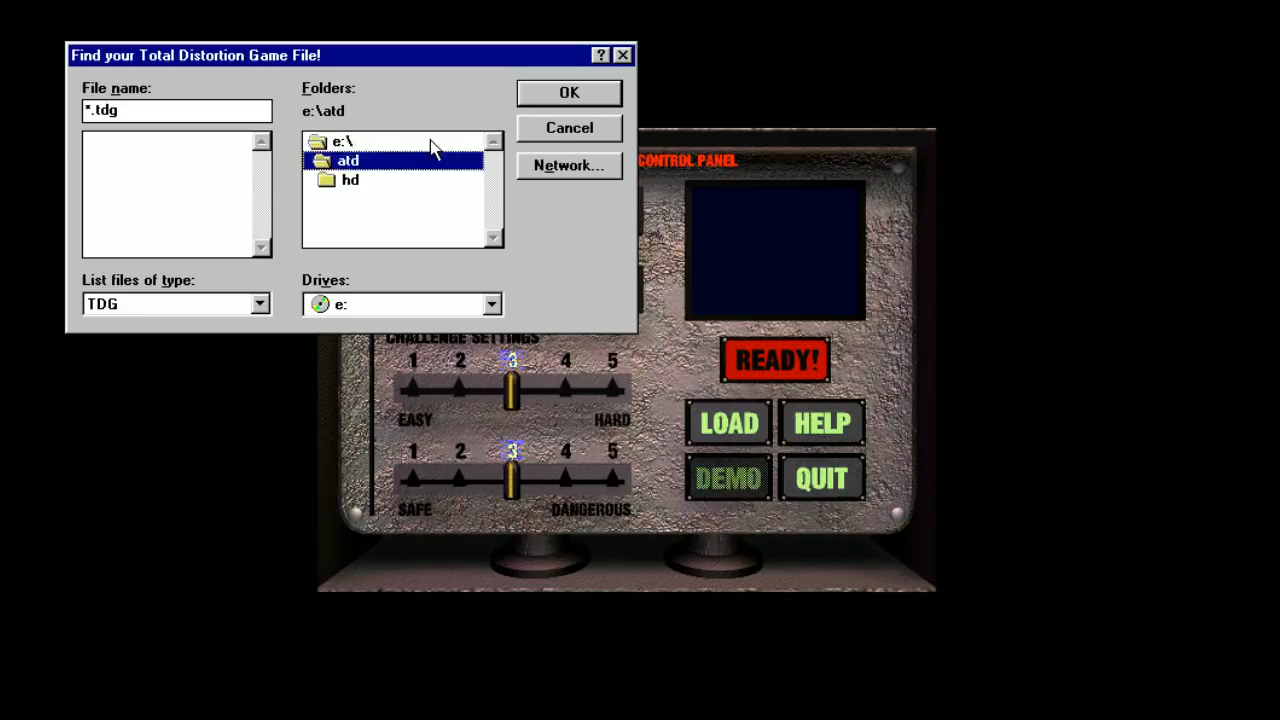 Find your Total Distortion Game File!
File name:
*.tdg
Folders:
e:\atd
e:\
atd
hd
OK
Cancel
Network...
List files of type:
TDG
Drives:
e:
CONTROL PANEL
CHALLENGE SETTINGS
1 2 3 4 5
EASY HARD
1 2 3 4 5
SAFE DANGEROUS
READY!
LOAD HELP
DEMO QUIT